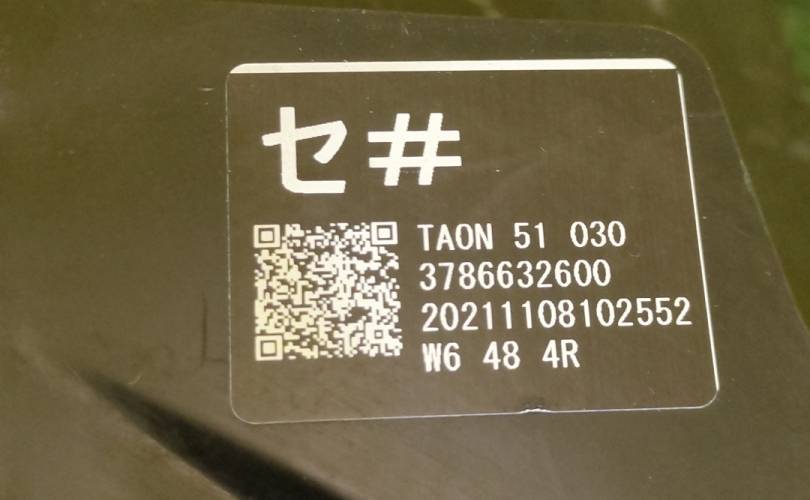 セ#
TAON 51 030
3786632600
20211108102552
W6 48 4R